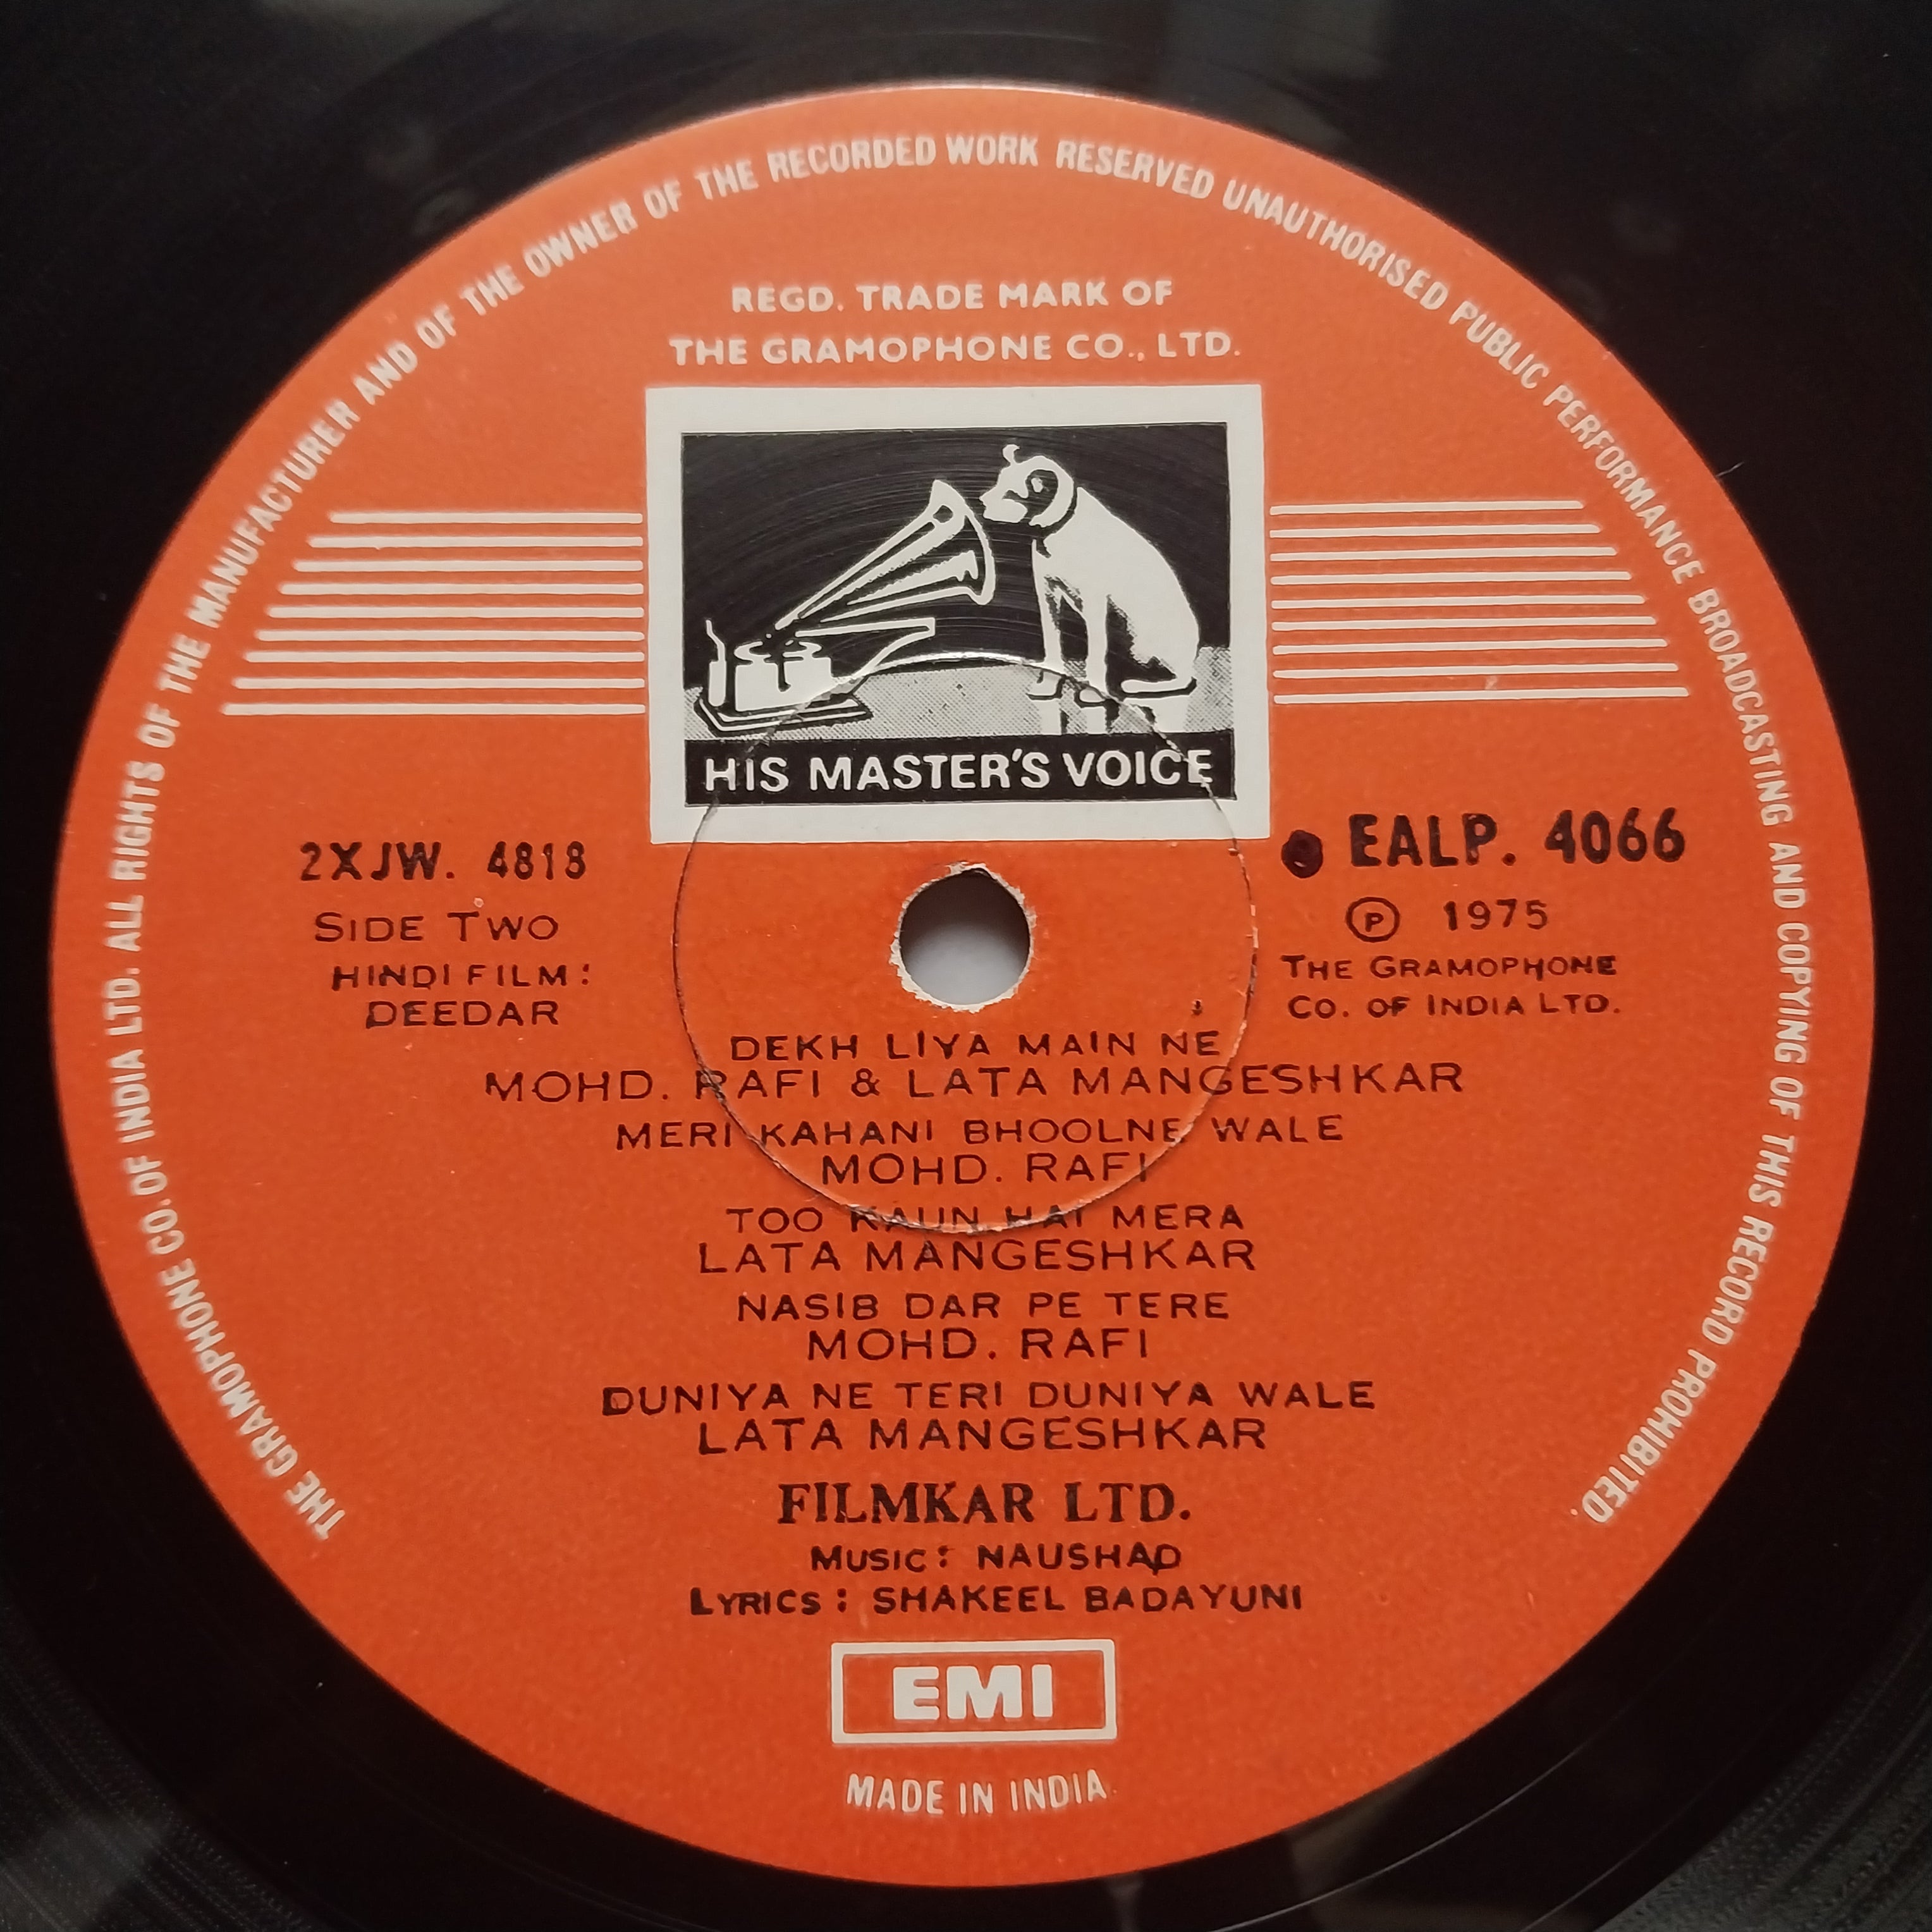 THE GRAMOPHONE CO. OF INDIA LTD. ALL RIGHTS OF THE MANUFACTURER AND OF THE OWNER OF THE RECORDED WORK RESERVED UNAUTHORISED PUBLIC PERFORMANCE BROADCASTING AND COPYING OF THIS RECORD PROHIBITED.
REGD. TRADE MARK OF
THE GRAMOPHONE CO., LTD.
HIS MASTER'S VOICE
2XJW. 4818
SIDE TWO
HINDI FILM:
DEEDAR
EALP. 4066
℗ 1975
THE GRAMOPHONE
CO. OF INDIA LTD.
DEKH LIYA MAIN NE
MOHD. RAFI & LATA MANGESHKAR
MERI KAHANI BHOOLNE WALE
MOHD. RAFI
TOO KAUN HAI MERA
LATA MANGESHKAR
NASIB DAR PE TERE
MOHD. RAFI
DUNIYA NE TERI DUNIYA WALE
LATA MANGESHKAR
FILMKAR LTD.
MUSIC: NAUSHAD
LYRICS: SHAKEEL BADAYUNI
EMI
MADE IN INDIA